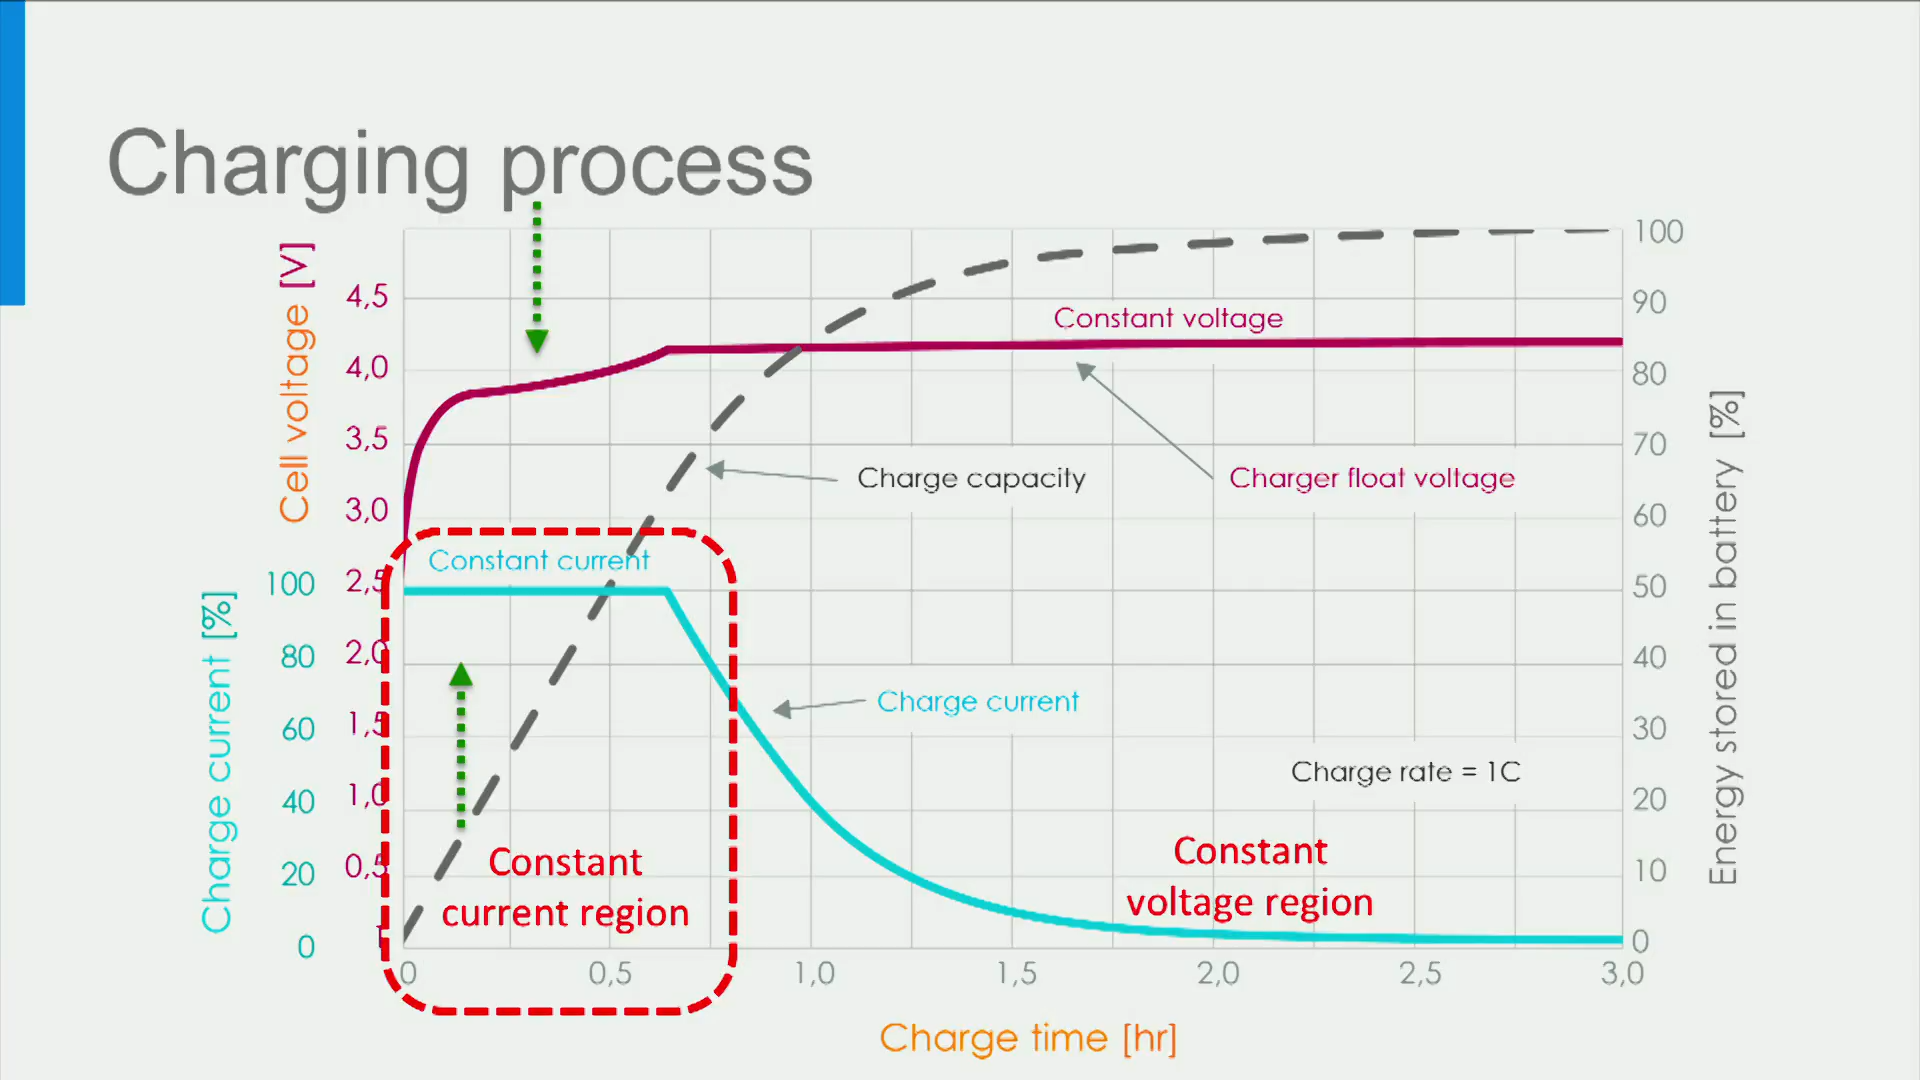 Charging process
Cell voltage [V]
Charge current [%]
Energy stored in battery [%]
4,5
4,0
3,5
3,0
2,5
2,0
1,5
1,0
0,5
100
80
60
40
20
0
100
90
80
70
60
50
40
30
20
10
0
Constant voltage
Charge capacity
Charger float voltage
Constant current
Charge current
Charge rate = 1C
Constant
current region
Constant
voltage region
0
0,5
1,0
1,5
2,0
2,5
3,0
Charge time [hr]